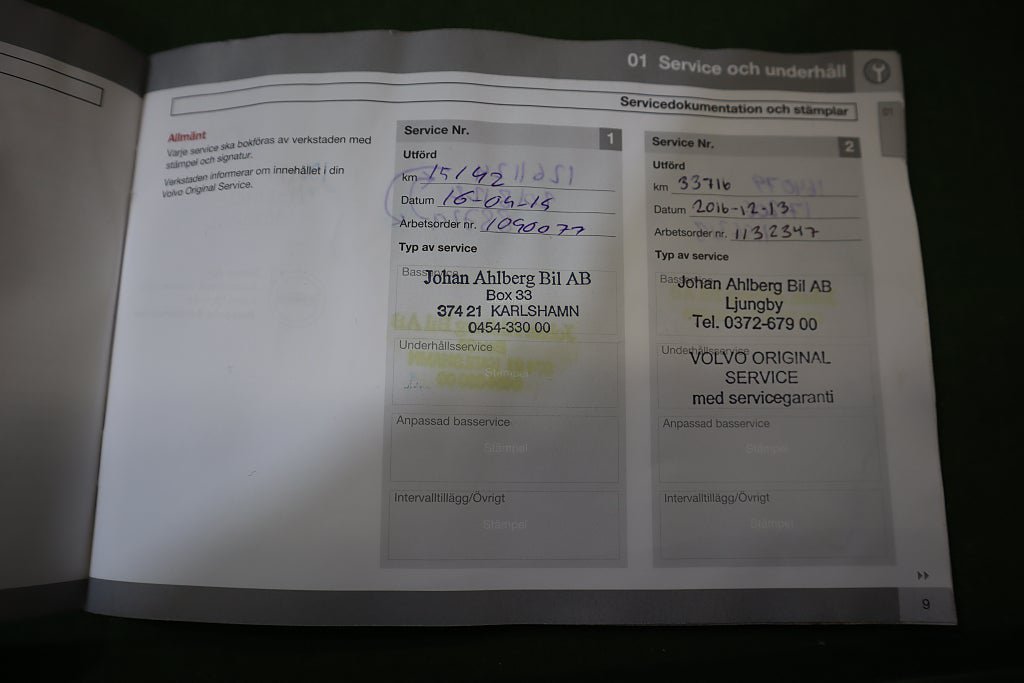 01 Service och underhåll
Servicedokumentation och stämplar
01
Allmänt
Varje service ska bokföras av verkstaden med
stämpel och signatur.
Verkstaden informerar om innehållet i din
Volvo Original Service.
Service Nr. 1
Utförd
km 15192
Datum 16-04-19
Arbetsorder nr. 1090077
Typ av service
Basservice
Johan Ahlberg Bil AB
Box 33
374 21 KARLSHAMN
0454-330 00
Underhållsservice
Stämpel
Anpassad basservice
Stämpel
Intervalltillägg/Övrigt
Stämpel
Service Nr. 2
Utförd
km 33716
Datum 2016-12-13
Arbetsorder nr. 1132347
Typ av service
Basservice
Johan Ahlberg Bil AB
Ljungby
Tel. 0372-679 00
Underhållsservice
VOLVO ORIGINAL
SERVICE
med servicegaranti
Anpassad basservice
Stämpel
Intervalltillägg/Övrigt
Stämpel
9